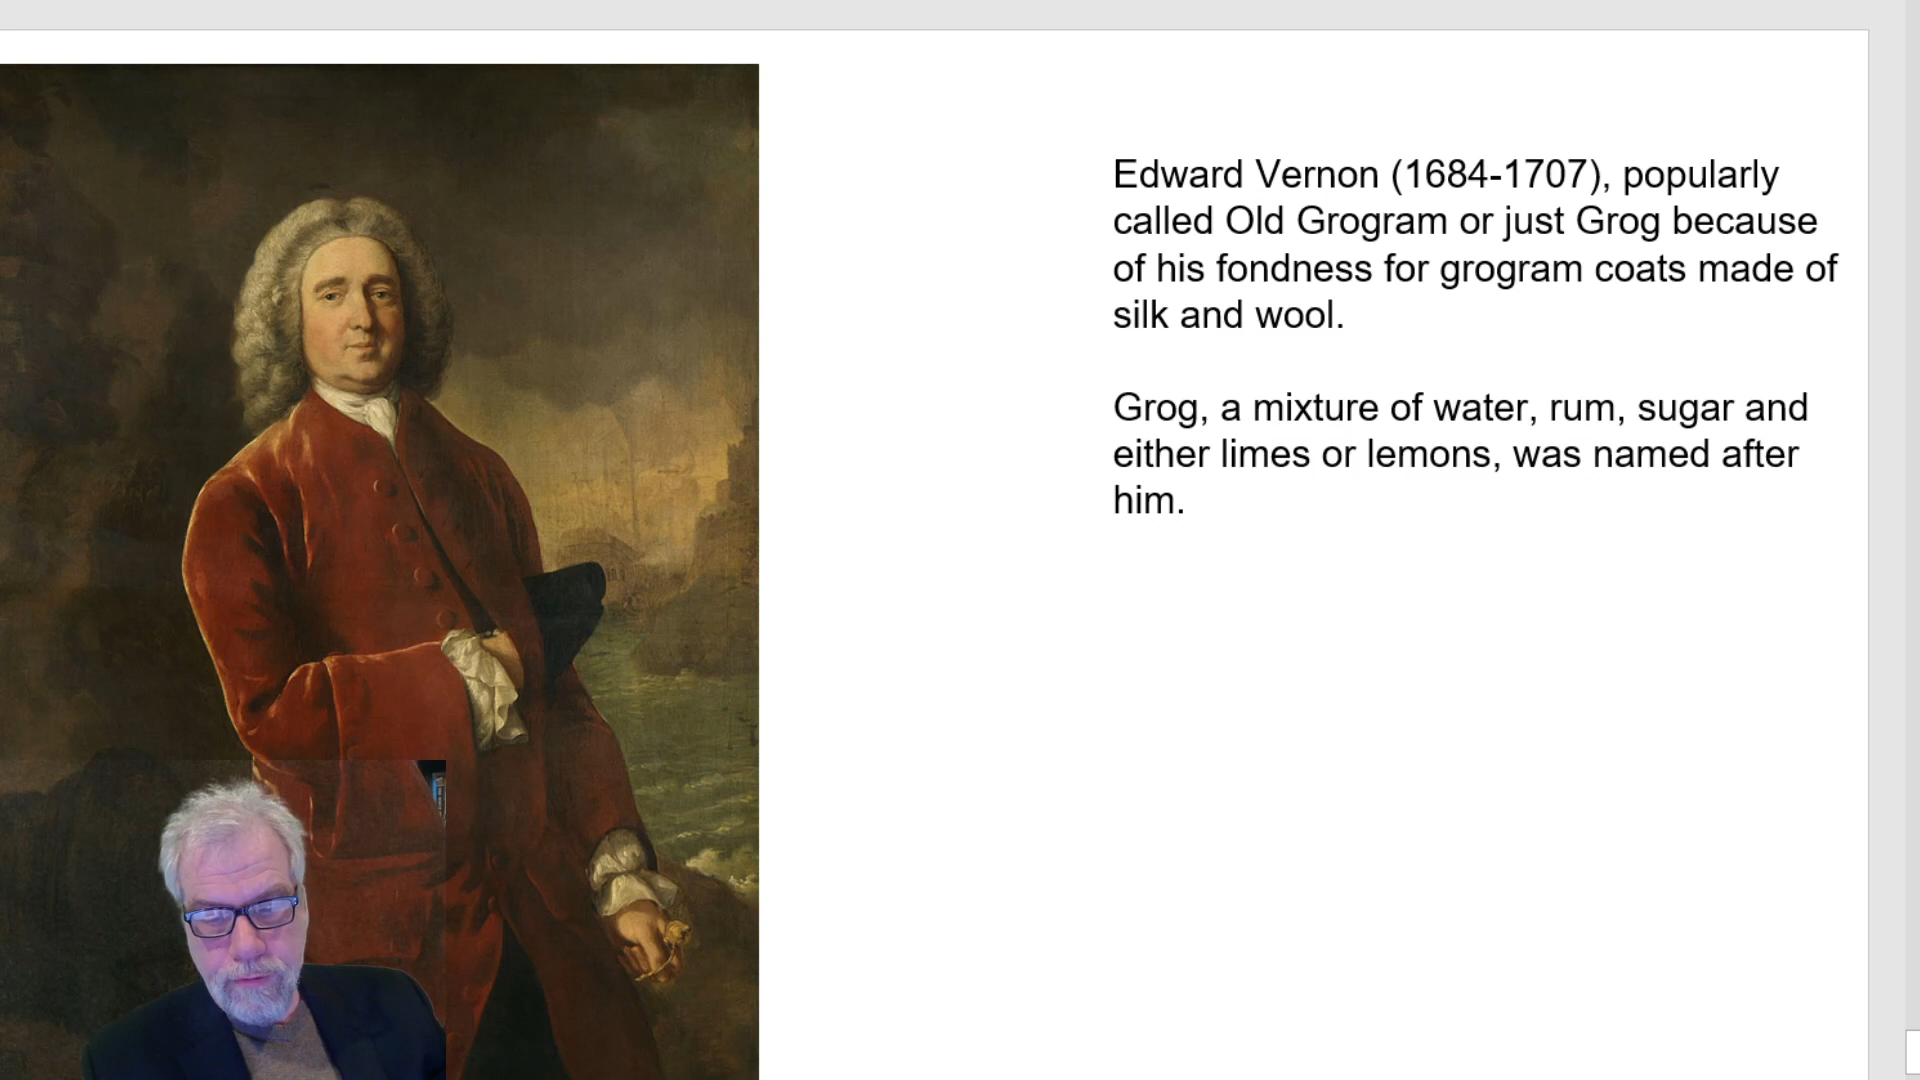 Edward Vernon (1684-1707), popularly
called Old Grogram or just Grog because
of his fondness for grogram coats made of
silk and wool.
Grog, a mixture of water, rum, sugar and
either limes or lemons, was named after
him.